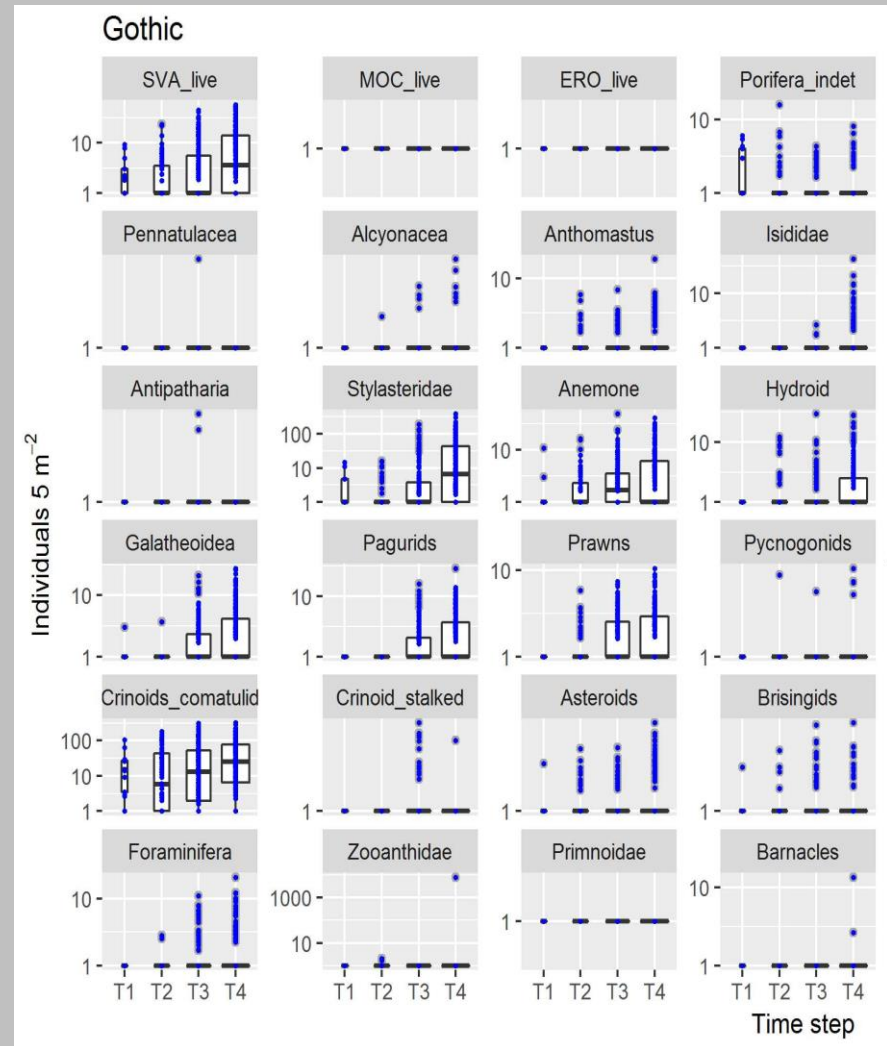 Gothic
SVA_live MOC_live ERO_live Porifera_indet
10 1 1 1 10 1
Pennatulacea Alcyonacea Anthomastus Isididae
1 1 10 1 10 1
Antipatharia Stylasteridae Anemone Hydroid
1 100 10 1 10 1 10 1
Galatheoidea Pagurids Prawns Pycnogonids
10 1 10 1 10 1 1
Crinoids_comatulid Crinoid_stalked Asteroids Brisingids
100 10 1 1 1 1
Foraminifera Zooanthidae Primnoidae Barnacles
10 1 1000 10 1 10 1
T1 T2 T3 T4 T1 T2 T3 T4 T1 T2 T3 T4 T1 T2 T3 T4
Time step
Individuals 5 m⁻²